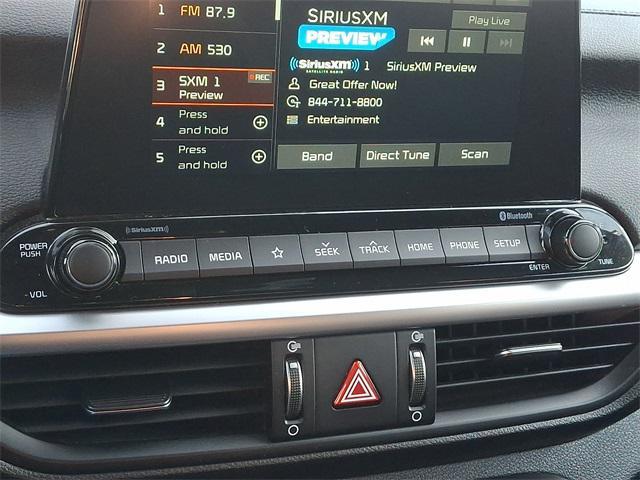 1 FM 87.9
2 AM 530
3 SXM 1 REC
Preview
4 Press
and hold
5 Press
and hold
SIRIUSXM
PREVIEW
Play Live
((SiriusXM)) 1 SiriusXM Preview
SATELLITE RADIO
Great Offer Now!
844-711-8800
Entertainment
Band Direct Tune Scan
((SiriusXM))
Bluetooth
POWER
PUSH
VOL
RADIO MEDIA SEEK TRACK HOME PHONE SETUP
ENTER
TUNE